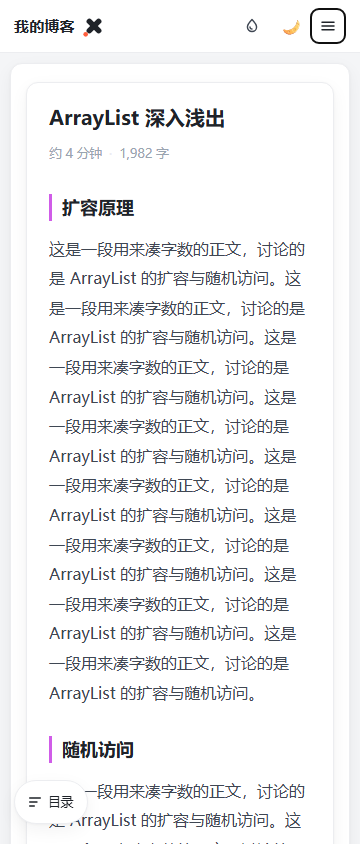 我的博客
ArrayList 深入浅出
约 4 分钟 · 1,982 字
扩容原理
这是一段用来凑字数的正文，讨论的
是 ArrayList 的扩容与随机访问。这
是一段用来凑字数的正文，讨论的是
ArrayList 的扩容与随机访问。这是
一段用来凑字数的正文，讨论的是
ArrayList 的扩容与随机访问。这是
一段用来凑字数的正文，讨论的是
ArrayList 的扩容与随机访问。这是
一段用来凑字数的正文，讨论的是
ArrayList 的扩容与随机访问。这是
一段用来凑字数的正文，讨论的是
ArrayList 的扩容与随机访问。这是
一段用来凑字数的正文，讨论的是
ArrayList 的扩容与随机访问。这是
一段用来凑字数的正文，讨论的是
ArrayList 的扩容与随机访问。
随机访问
一段用来凑字数的正文，讨论的
目录
ArrayList 的扩容与随机访问。这